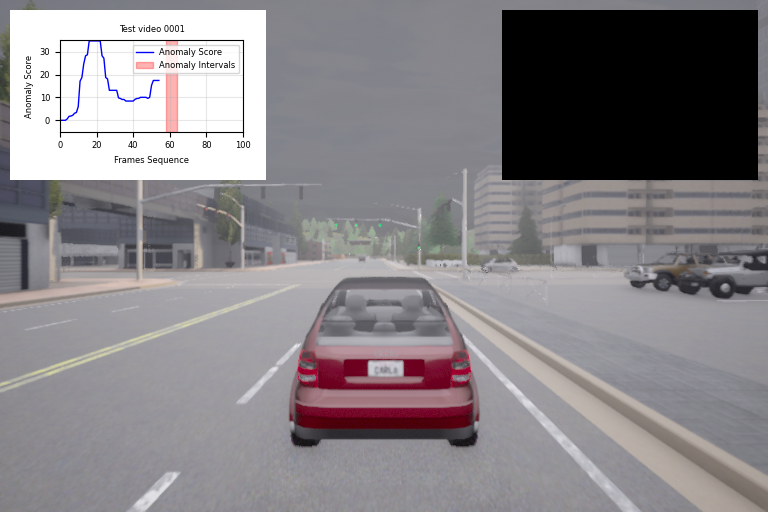 Test video 0001
Anomaly Score
Anomaly Intervals
Anomaly Score
30
20
10
0
0 20 40 60 80 100
Frames Sequence
CARLA